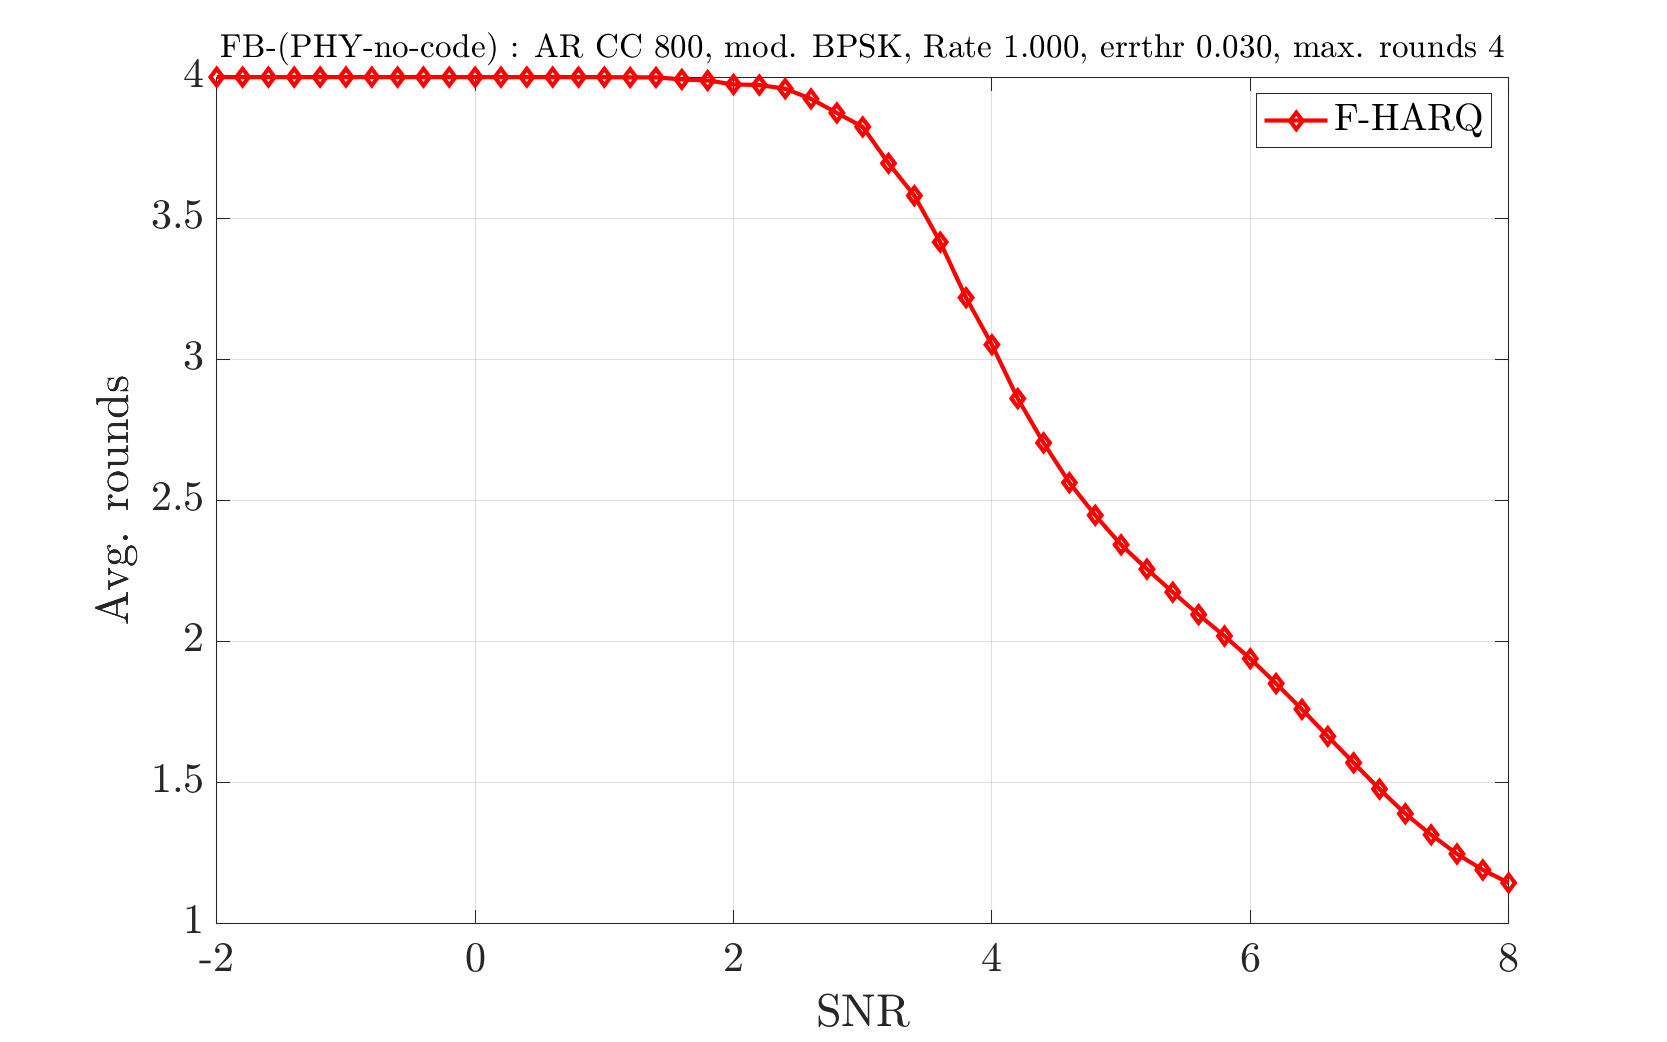 FB-(PHY-no-code) : AR CC 800, mod. BPSK, Rate 1.000, errthr 0.030, max. rounds 4
F-HARQ
4
3.5
3
2.5
2
1.5
1
Avg. rounds
-2 0 2 4 6 8
SNR